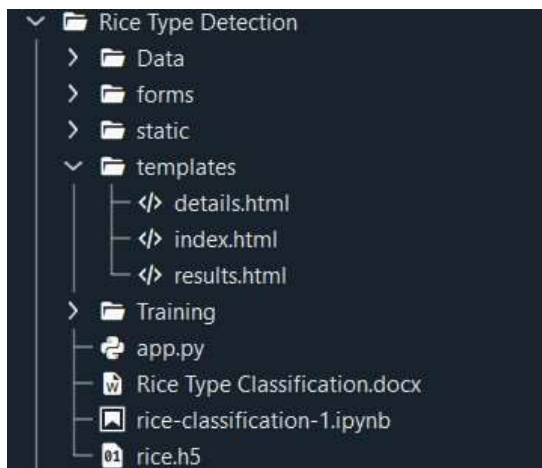 Rice Type Detection
Data
forms
static
templates
</> details.html
</> index.html
</> results.html
Training
app.py
W Rice Type Classification.docx
rice-classification-1.ipynb
01 rice.h5